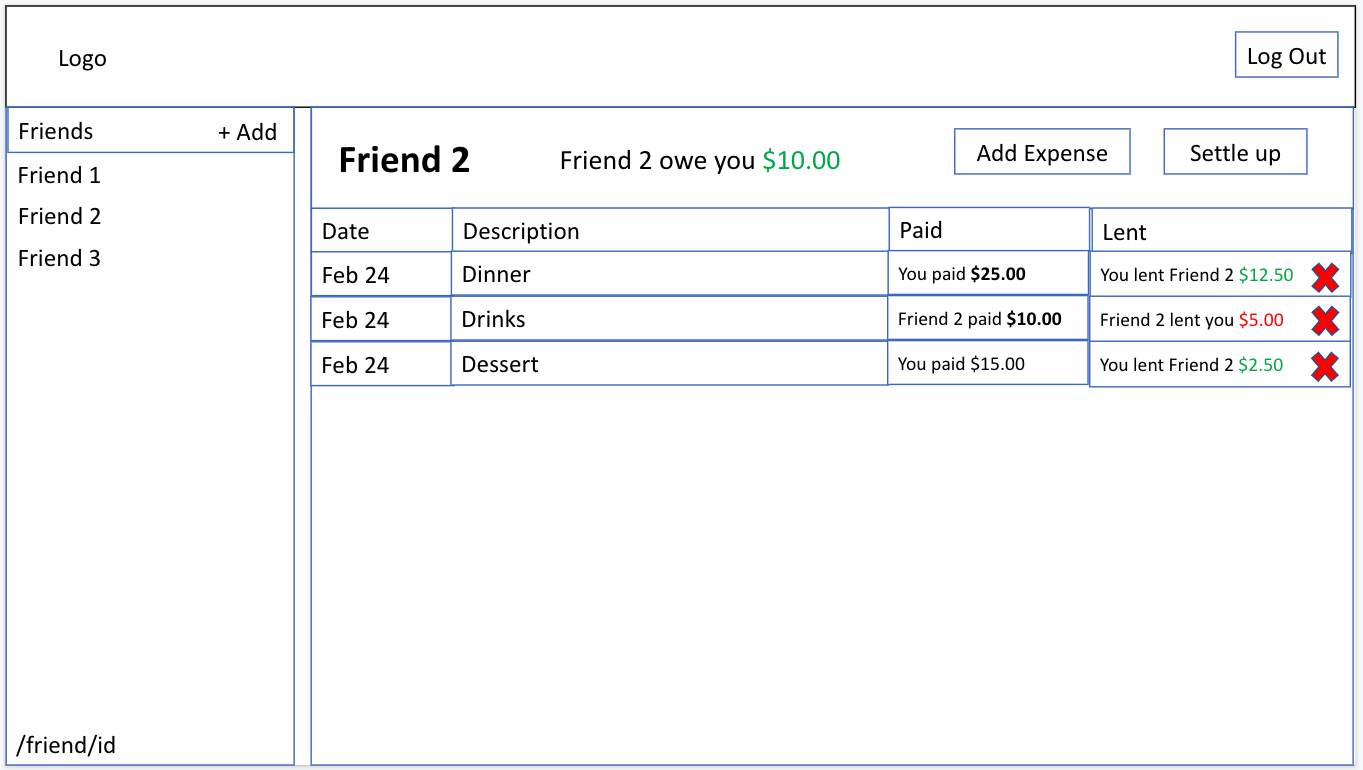 Logo
Log Out
Friends + Add
Friend 1
Friend 2
Friend 3
/friend/id
Friend 2 Friend 2 owe you $10.00 Add Expense Settle up
Date Description Paid Lent
Feb 24 Dinner You paid $25.00 You lent Friend 2 $12.50
Feb 24 Drinks Friend 2 paid $10.00 Friend 2 lent you $5.00
Feb 24 Dessert You paid $15.00 You lent Friend 2 $2.50